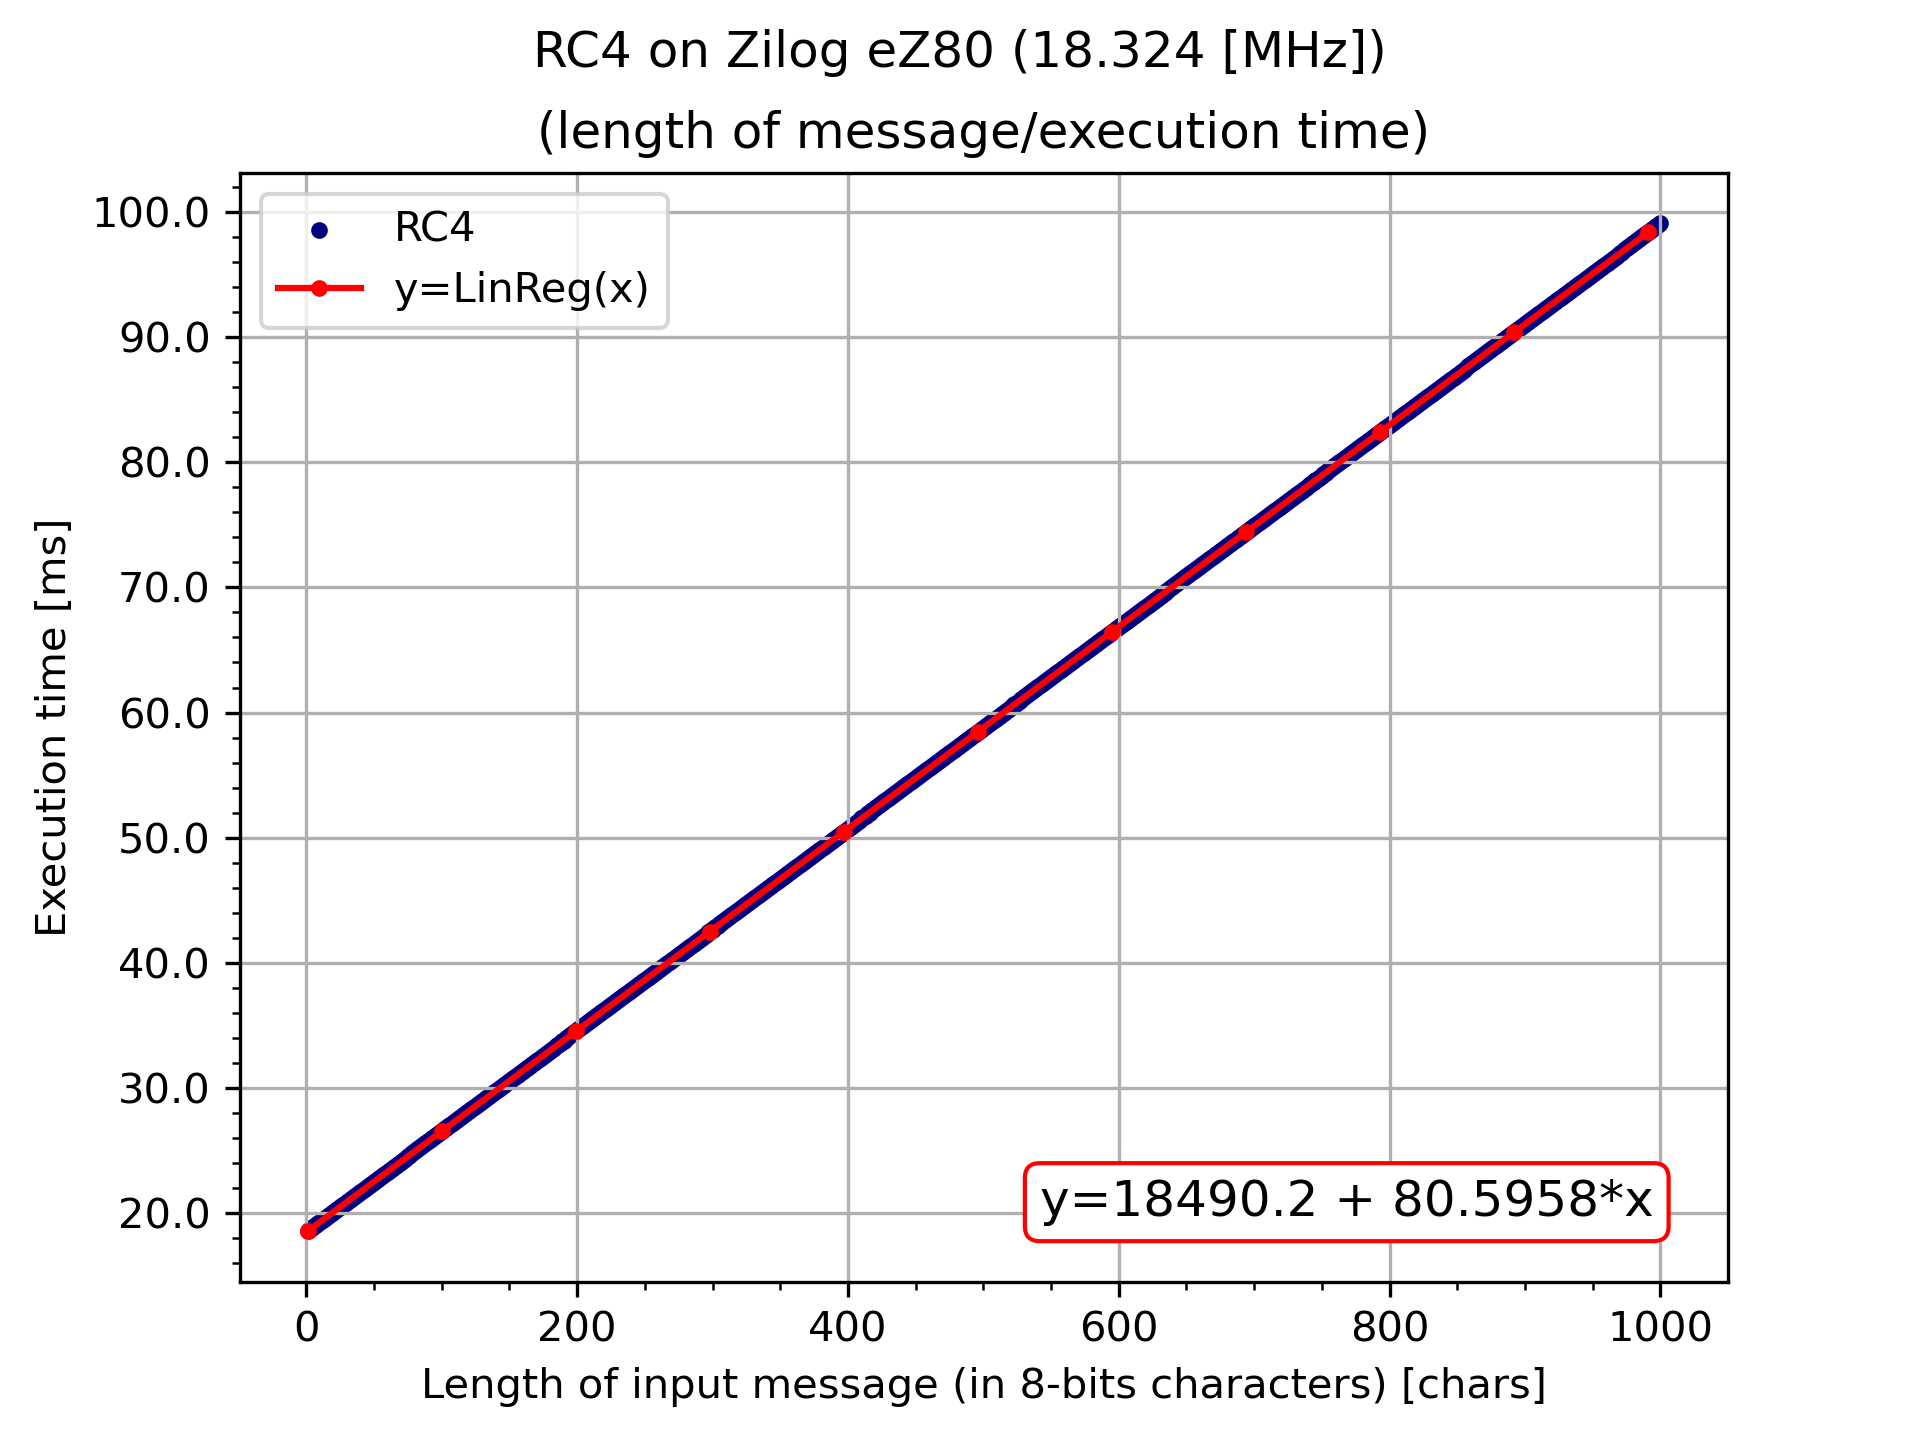 RC4 on Zilog eZ80 (18.324 [MHz])
(length of message/execution time)
RC4
y=LinReg(x)
100.0
90.0
80.0
70.0
60.0
50.0
40.0
30.0
20.0
Execution time [ms]
y=18490.2 + 80.5958*x
0 200 400 600 800 1000
Length of input message (in 8-bits characters) [chars]